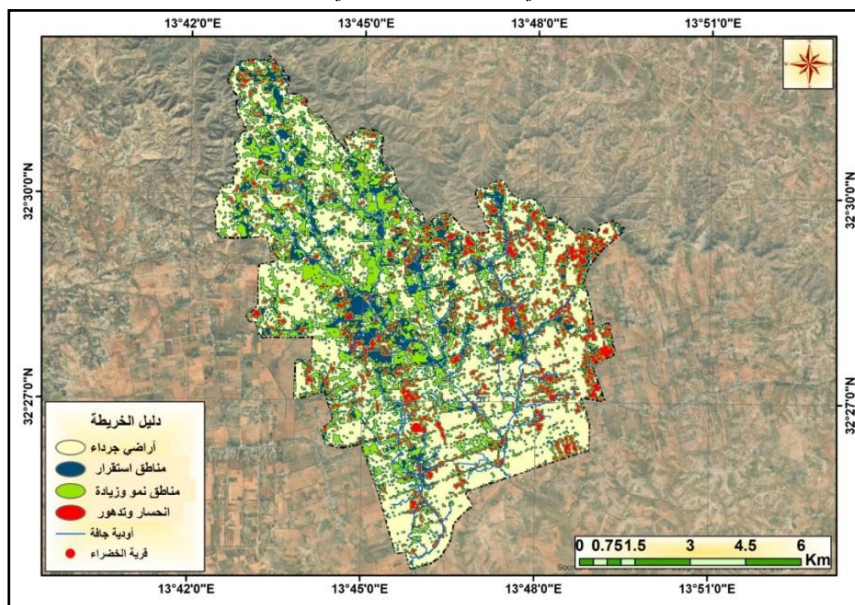 13°42'0"E 13°45'0"E 13°48'0"E 13°51'0"E
32°30'0"N 32°30'0"N
32°27'0"N 32°27'0"N
دليل الخريطة
أراضي جرداء
مناطق استقرار
مناطق نمو وزيادة
انحسار وتدهور
أودية جافة
قرية الخضراء
0 0.751.5 3 4.5 6
Km
13°42'0"E 13°45'0"E 13°48'0"E 13°51'0"E